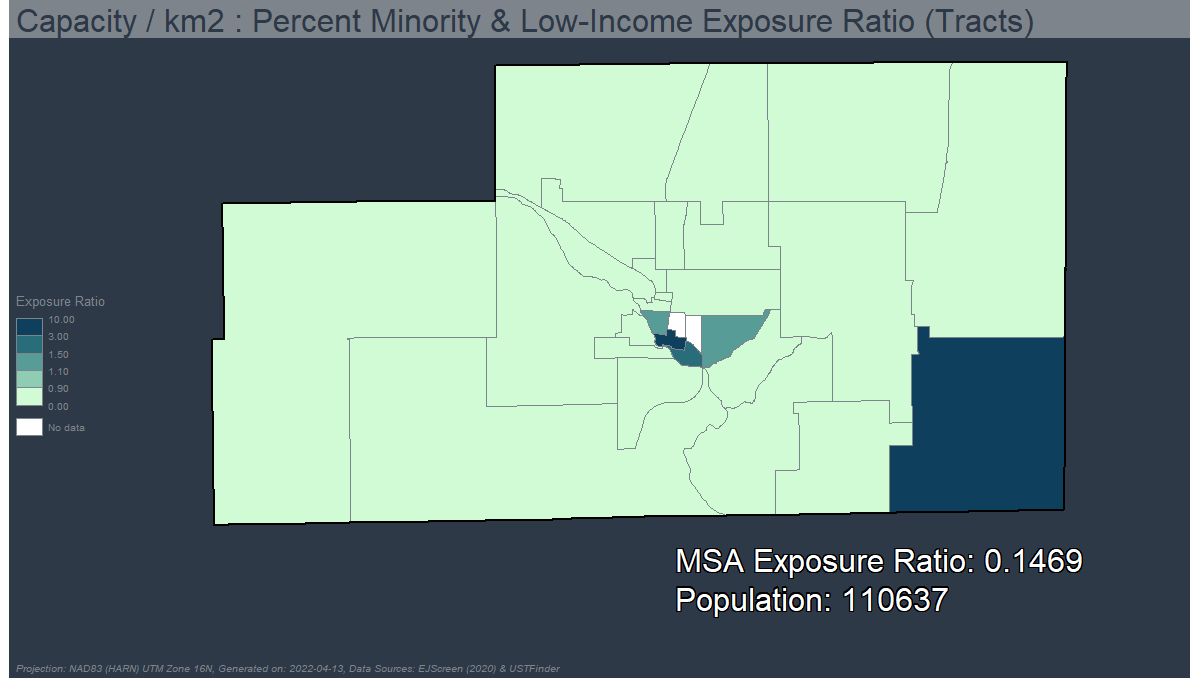 Capacity / km2 : Percent Minority & Low-Income Exposure Ratio (Tracts)
Exposure Ratio
10.00
3.00
1.50
1.10
0.90
0.00
No data
MSA Exposure Ratio: 0.1469
Population: 110637
Projection: NAD83 (HARN) UTM Zone 16N, Generated on: 2022-04-13, Data Sources: EJScreen (2020) & USTFinder